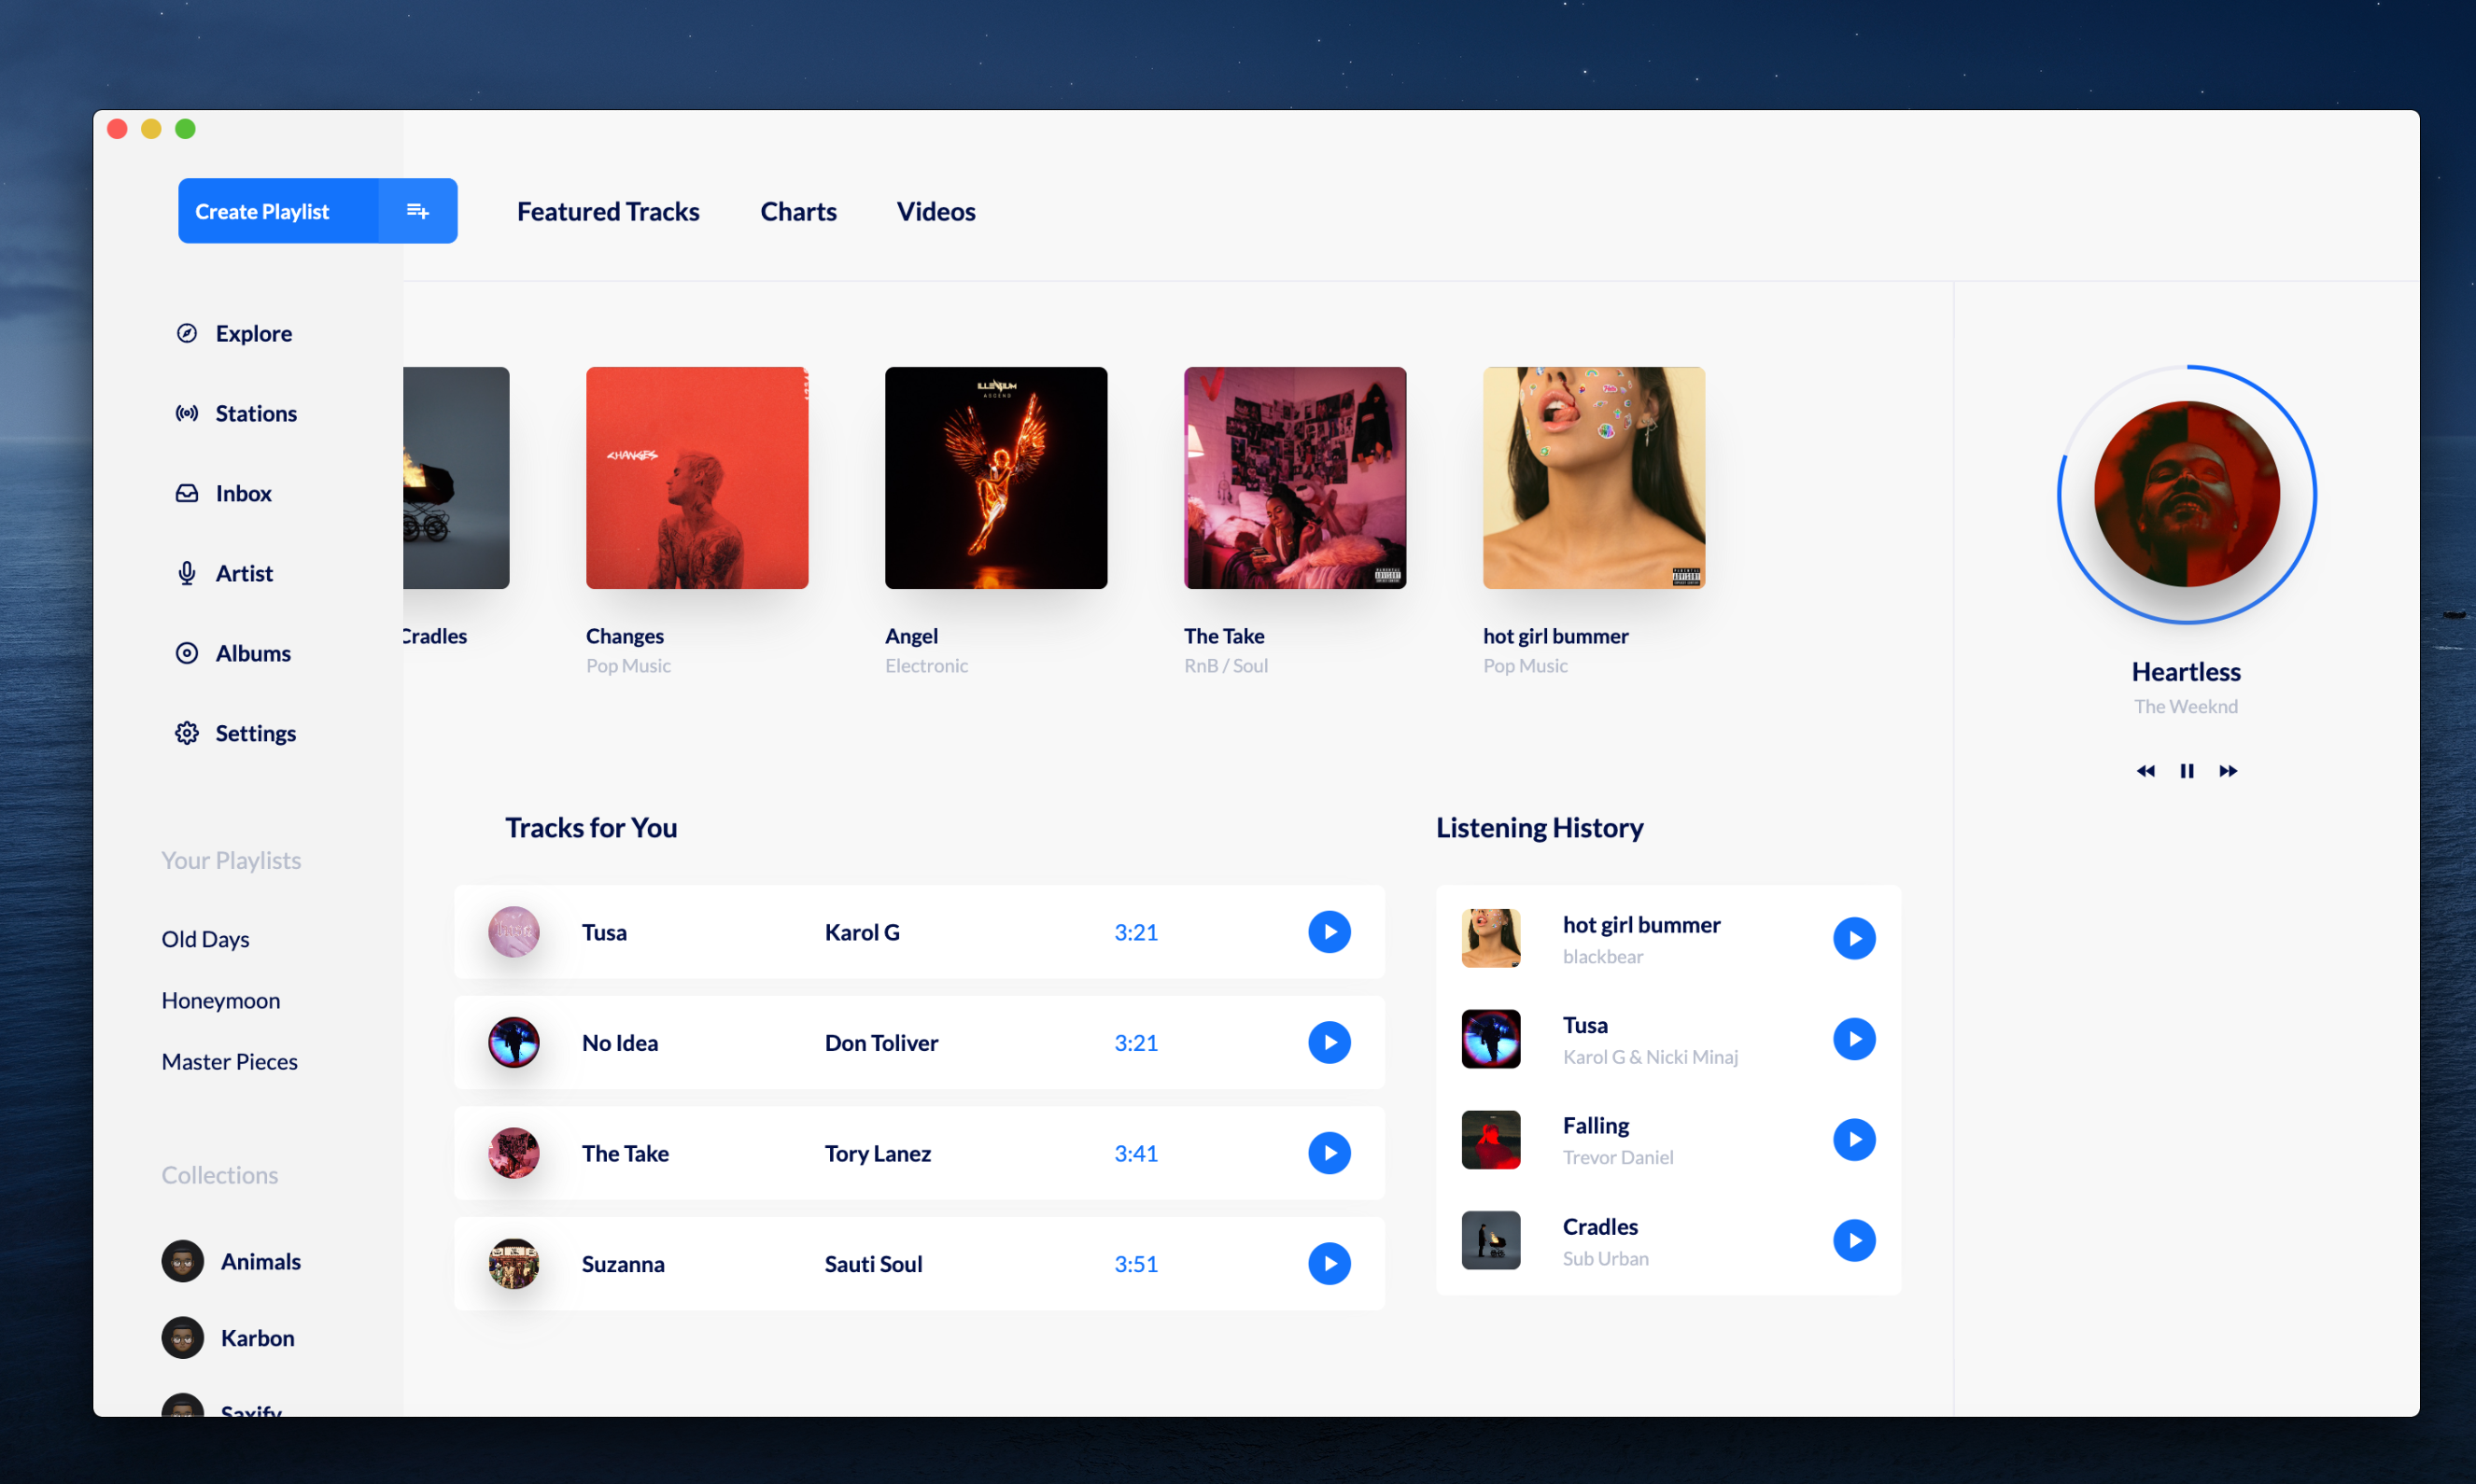 Create Playlist
Featured Tracks
Charts
Videos
Explore
Stations
Inbox
Artist
Albums
Settings
Your Playlists
Old Days
Honeymoon
Master Pieces
Collections
Animals
Karbon
Saxify
Cradles
CHANGES
Changes
Pop Music
ILLENIUM
ASCEND
Angel
Electronic
The Take
RnB / Soul
hot girl bummer
Pop Music
Heartless
The Weeknd
Tracks for You
Tusa
Karol G
3:21
No Idea
Don Toliver
3:21
The Take
Tory Lanez
3:41
Suzanna
Sauti Soul
3:51
Listening History
hot girl bummer
blackbear
Tusa
Karol G & Nicki Minaj
Falling
Trevor Daniel
Cradles
Sub Urban